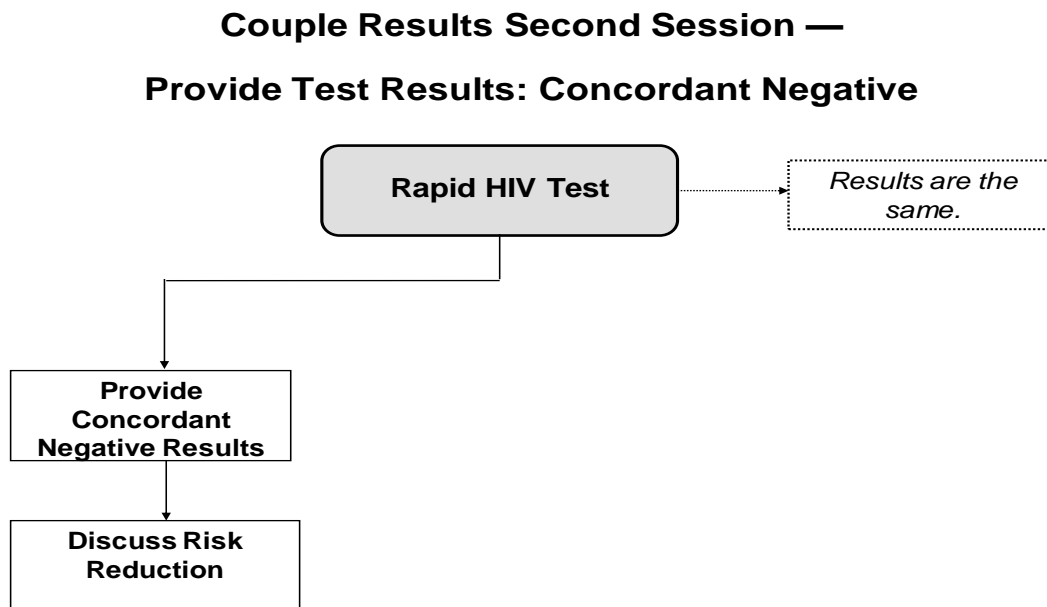 Couple Results Second Session —
Provide Test Results: Concordant Negative
Rapid HIV Test
Results are the
same.
Provide
Concordant
Negative Results
Discuss Risk
Reduction